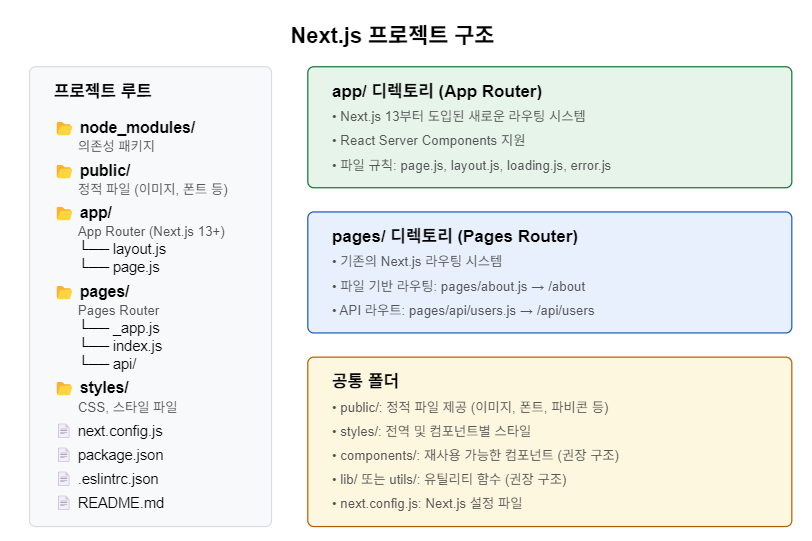 Next.js 프로젝트 구조
프로젝트 루트
node_modules/
의존성 패키지
public/
정적 파일 (이미지, 폰트 등)
app/
App Router (Next.js 13+)
└── layout.js
└── page.js
pages/
Pages Router
└── _app.js
└── index.js
└── api/
styles/
CSS, 스타일 파일
next.config.js
package.json
.eslintrc.json
README.md
app/ 디렉토리 (App Router)
• Next.js 13부터 도입된 새로운 라우팅 시스템
• React Server Components 지원
• 파일 규칙: page.js, layout.js, loading.js, error.js
pages/ 디렉토리 (Pages Router)
• 기존의 Next.js 라우팅 시스템
• 파일 기반 라우팅: pages/about.js → /about
• API 라우트: pages/api/users.js → /api/users
공통 폴더
• public/: 정적 파일 제공 (이미지, 폰트, 파비콘 등)
• styles/: 전역 및 컴포넌트별 스타일
• components/: 재사용 가능한 컴포넌트 (권장 구조)
• lib/ 또는 utils/: 유틸리티 함수 (권장 구조)
• next.config.js: Next.js 설정 파일